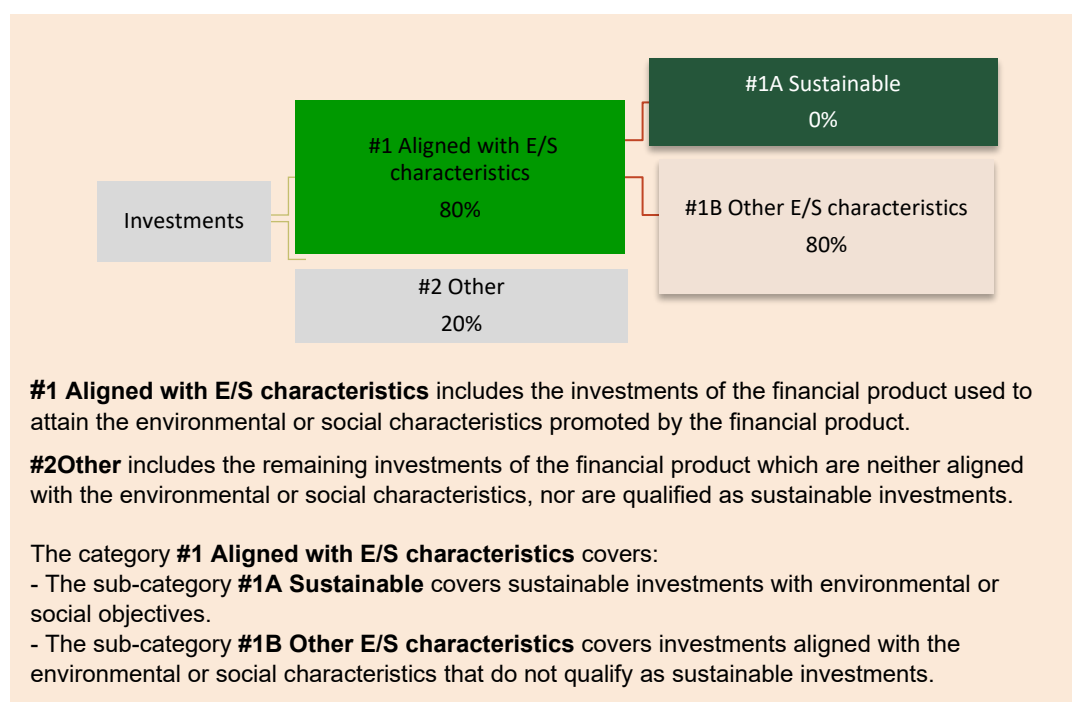 #1A Sustainable
0%
#1 Aligned with E/S
characteristics
80%
Investments
#1B Other E/S characteristics
80%
#2 Other
20%
#1 Aligned with E/S characteristics includes the investments of the financial product used to
attain the environmental or social characteristics promoted by the financial product.
#2Other includes the remaining investments of the financial product which are neither aligned
with the environmental or social characteristics, nor are qualified as sustainable investments.
The category #1 Aligned with E/S characteristics covers:
- The sub-category #1A Sustainable covers sustainable investments with environmental or
social objectives.
- The sub-category #1B Other E/S characteristics covers investments aligned with the
environmental or social characteristics that do not qualify as sustainable investments.